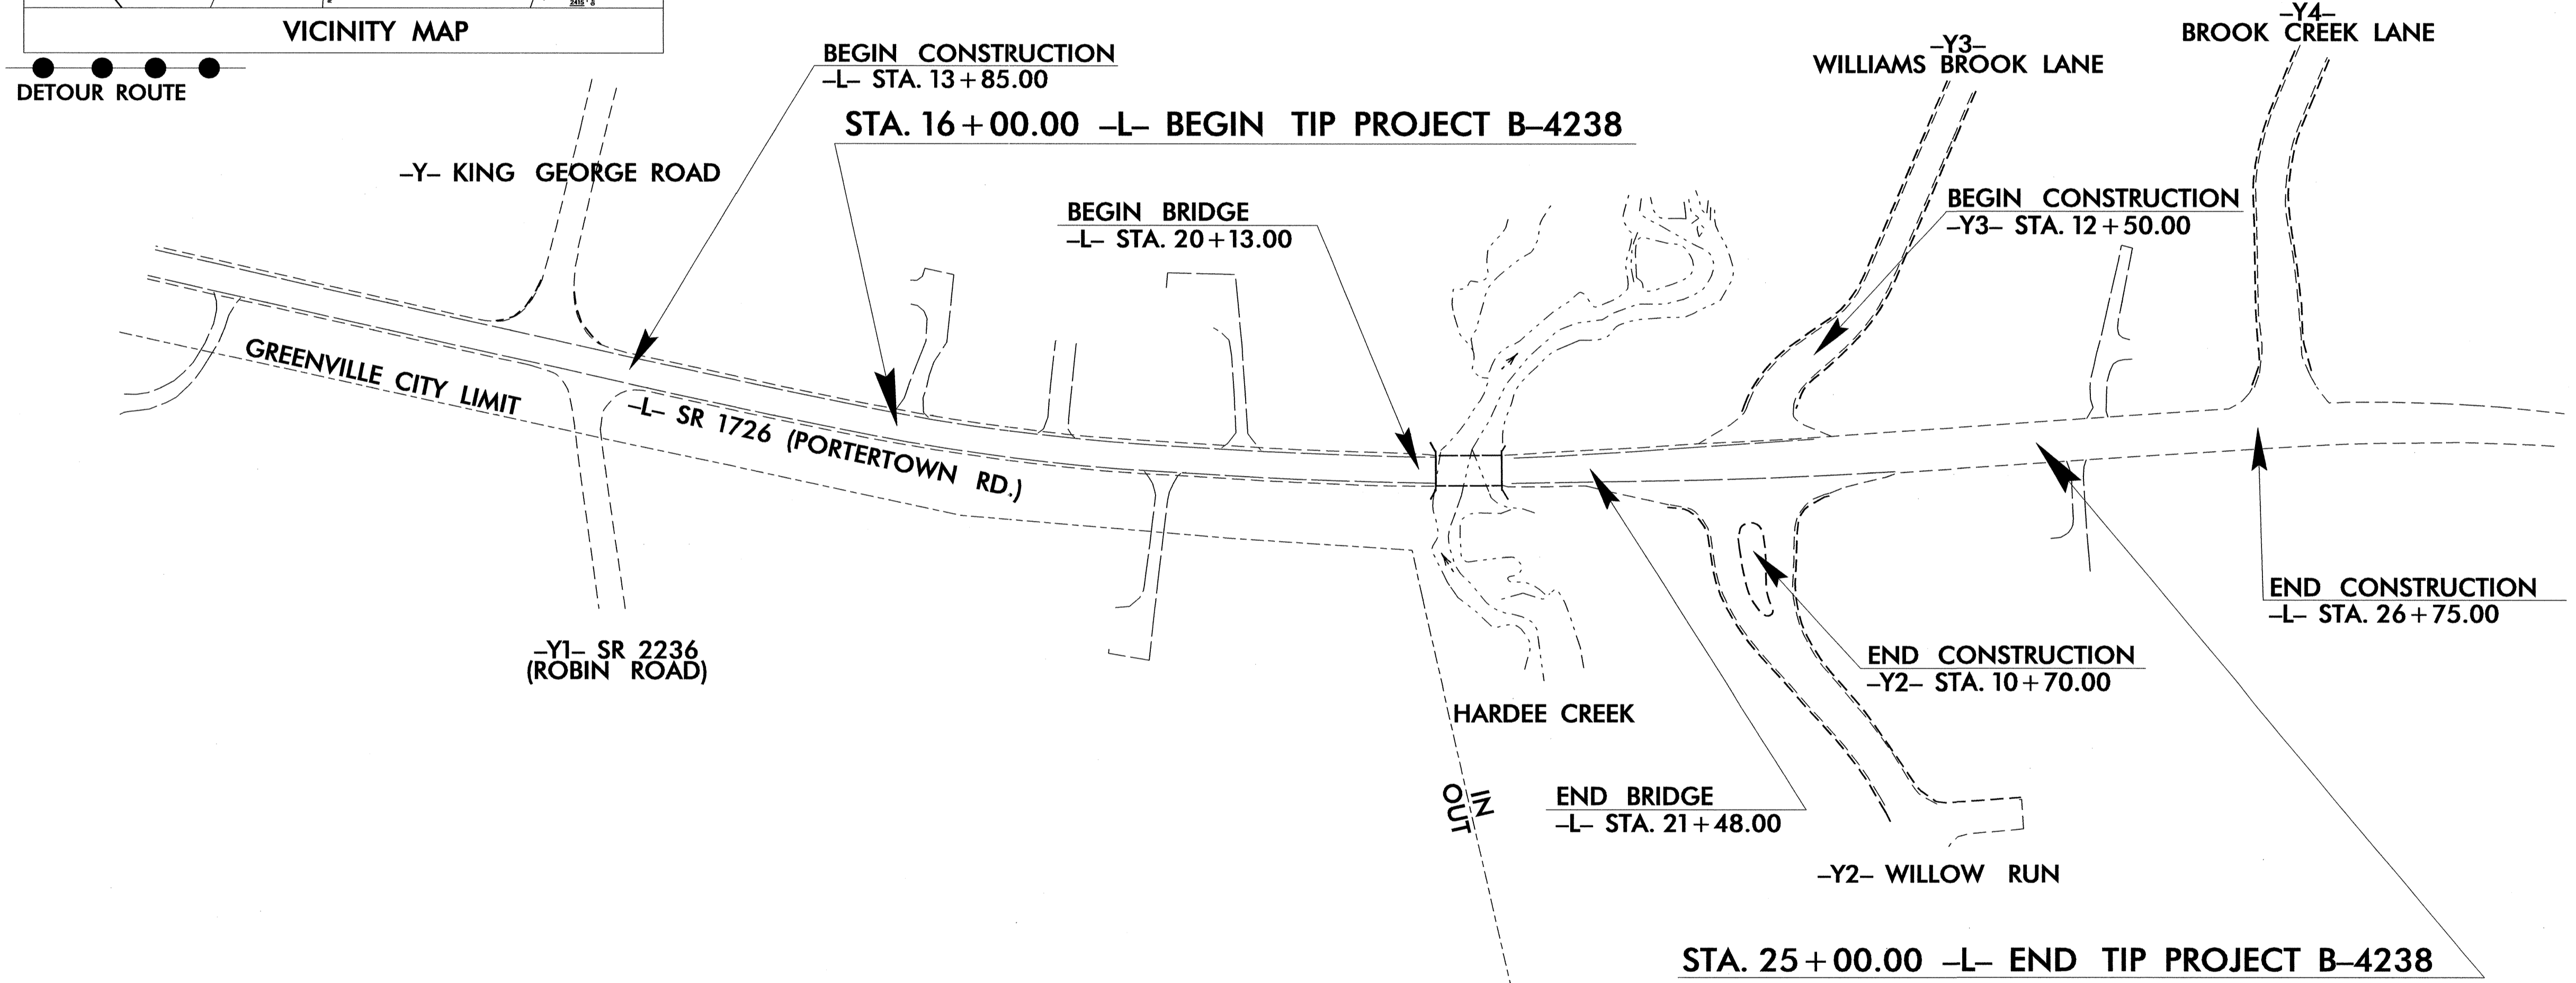 VICINITY MAP
DETOUR ROUTE
BEGIN CONSTRUCTION
–L– STA. 13+85.00
STA. 16+00.00 –L– BEGIN TIP PROJECT B–4238
–Y– KING GEORGE ROAD
BEGIN BRIDGE
–L– STA. 20+13.00
–Y3–
WILLIAMS BROOK LANE
–Y4–
BROOK CREEK LANE
BEGIN CONSTRUCTION
–Y3– STA. 12+50.00
GREENVILLE CITY LIMIT
–L– SR 1726 (PORTERTOWN RD.)
–Y1– SR 2236
(ROBIN ROAD)
HARDEE CREEK
IN
OUT
END BRIDGE
–L– STA. 21+48.00
END CONSTRUCTION
–Y2– STA. 10+70.00
END CONSTRUCTION
–L– STA. 26+75.00
–Y2– WILLOW RUN
STA. 25+00.00 –L– END TIP PROJECT B–4238